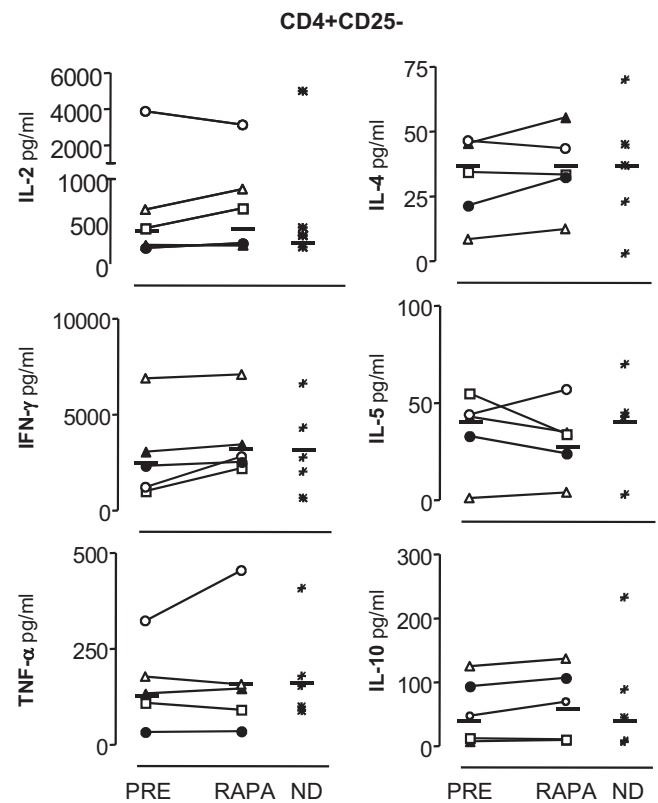 CD4+CD25-
IL-2 pg/ml
6000
4000
2000
1000
500
0
IL-4 pg/ml
75
50
25
0
IFN-γ pg/ml
10000
5000
0
IL-5 pg/ml
100
50
0
TNF-α pg/ml
500
250
0
IL-10 pg/ml
300
200
100
0
PRE RAPA ND
PRE RAPA ND